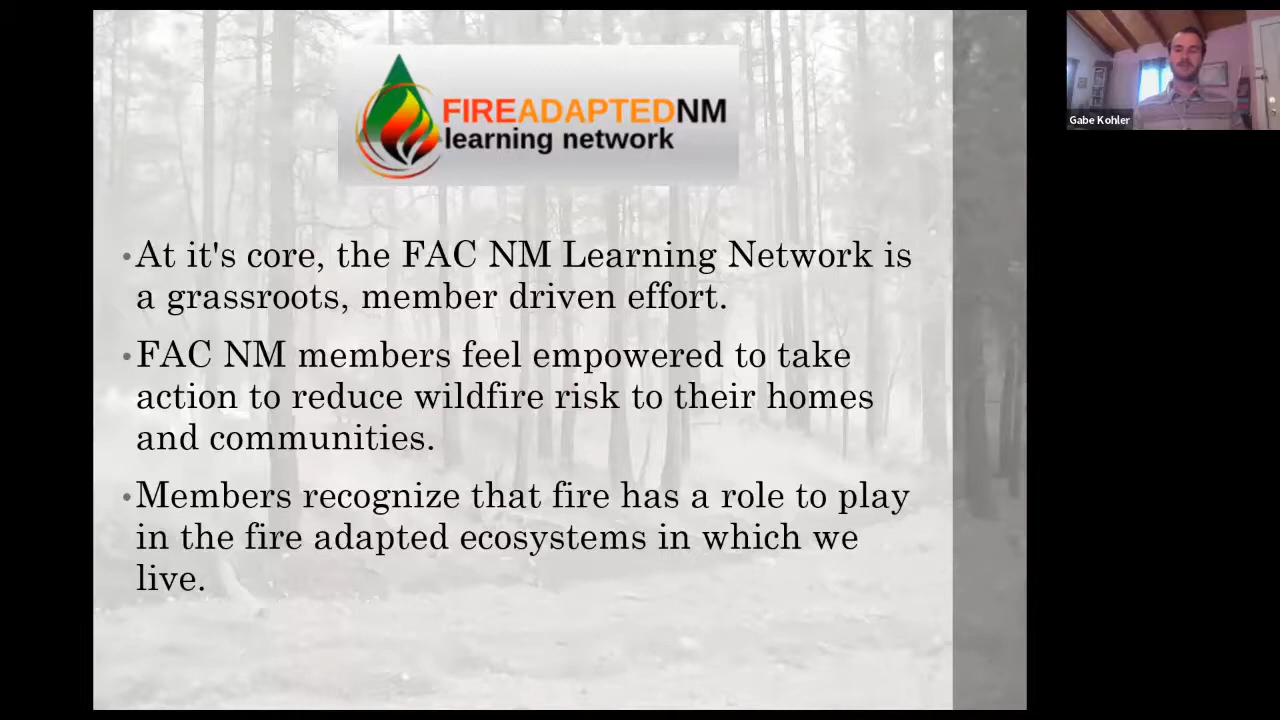 FIREADAPTEDNM
learning network
Gabe Kohler
•At it's core, the FAC NM Learning Network is
a grassroots, member driven effort.
•FAC NM members feel empowered to take
action to reduce wildfire risk to their homes
and communities.
•Members recognize that fire has a role to play
in the fire adapted ecosystems in which we
live.